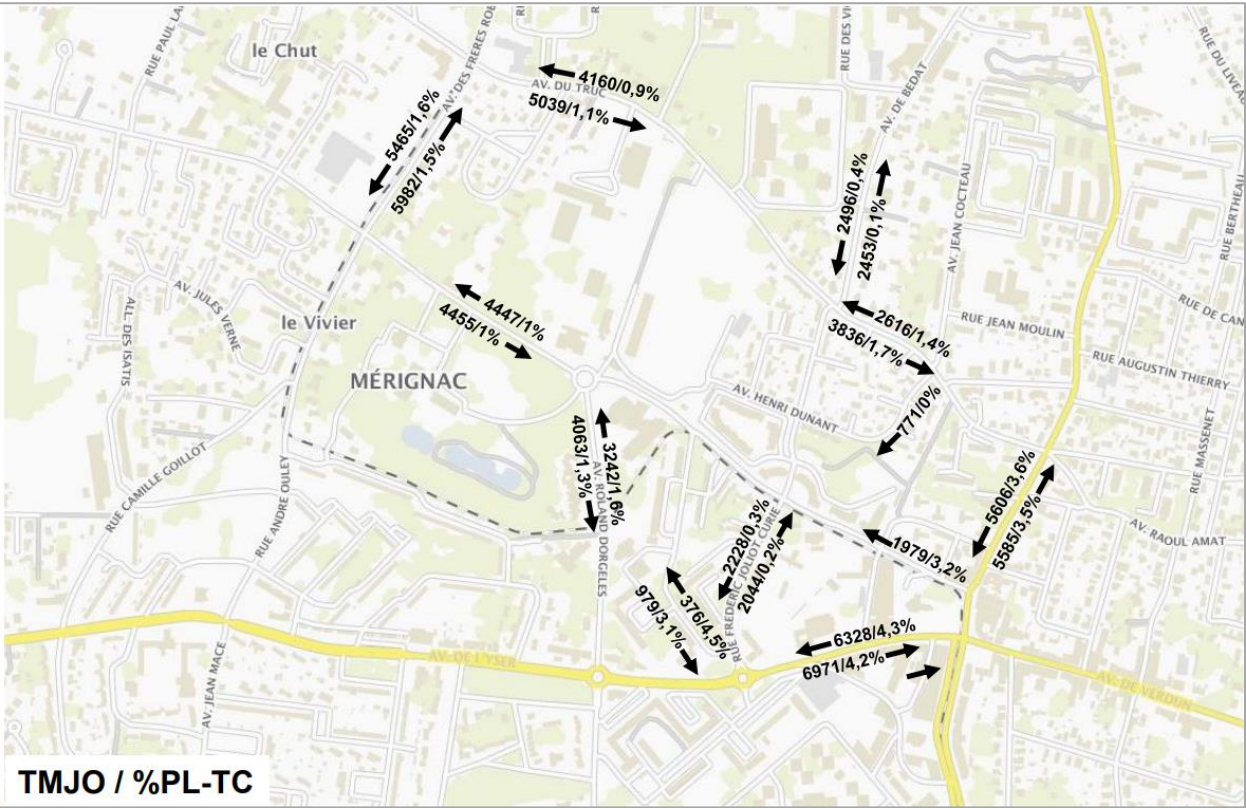 RUE PAUL LA
le Chut
AV. DES FRERES ROB
RUE DES VI
RUE DU LIVEAU
4160/0,9%
AV. DU TRUC
5039/1,1%
AV. DE BEDAT
5465/1,6%
5982/1,5%
2496/0,4%
2453/0,1%
AV. JEAN COCTEAU
RUE BERTHEAU
AV. JULES VERNE
ALL. DES ISATIS
le Vivier
4447/1%
4455/1%
2616/1,4%
3836/1,7%
RUE JEAN MOULIN
RUE DE CAN
RUE AUGUSTIN THIERRY
MÉRIGNAC
AV. HENRI DUNANT
771/0%
RUE MASSENET
RUE CAMILLE GOILLOT
RUE ANDRE OULEY
4063/1,3%
3242/1,6%
AV. ROLAND DORGELES
5606/3,6%
5585/3,5%
AV. RAOUL AMAT
2228/0,3%
RUE FREDERIC JOLIOT CURIE
2044/0,2%
1979/3,2%
979/3,1%
376/4,5%
6328/4,3%
6971/4,2%
AV. DE L'YSER
AV. JEAN MACE
AV. DE VERDUN
TMJO / %PL-TC